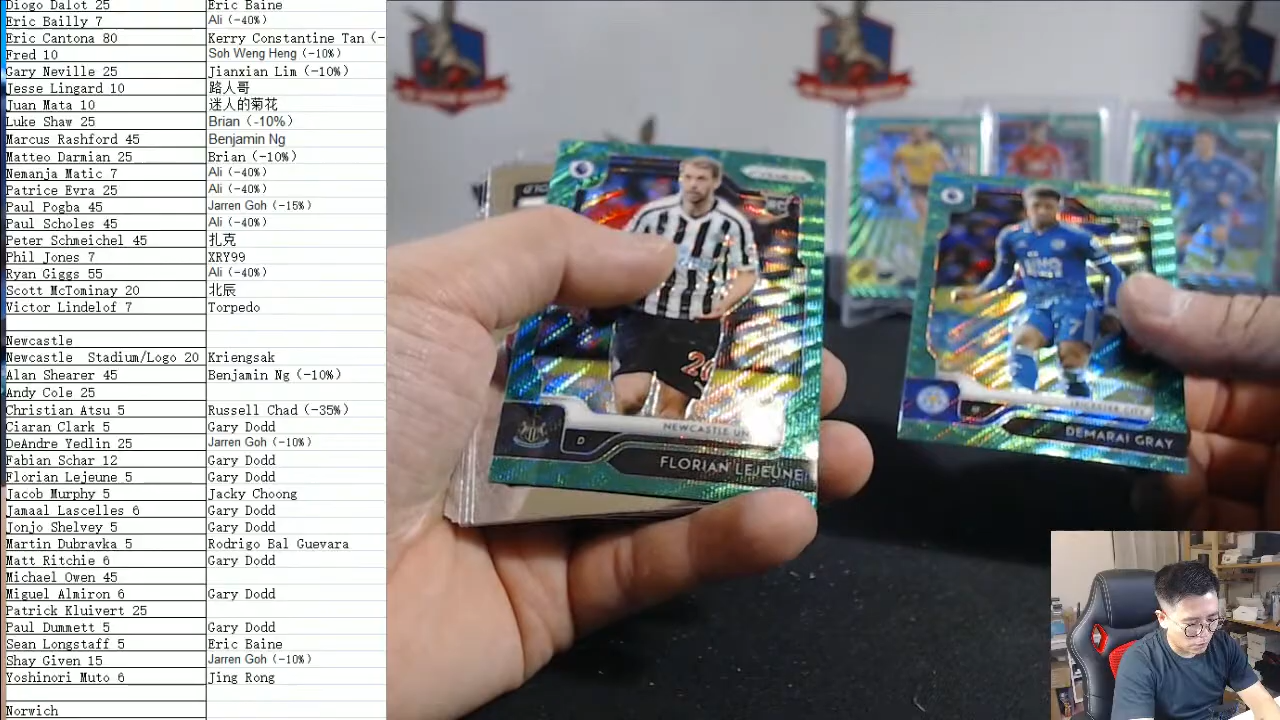 Diogo Dalot 25 Eric Baine
Eric Bailly 7 Ali (-40%)
Eric Cantona 80 Kerry Constantine Tan (-
Fred 10 Soh Weng Heng (-10%)
Gary Neville 25 Jianxian Lim (-10%)
Jesse Lingard 10 路人哥
Juan Mata 10 迷人的菊花
Luke Shaw 25 Brian (-10%)
Marcus Rashford 45 Benjamin Ng
Matteo Darmian 25 Brian (-10%)
Nemanja Matic 7 Ali (-40%)
Patrice Evra 25 Ali (-40%)
Paul Pogba 45 Jarren Goh (-15%)
Paul Scholes 45 Ali (-40%)
Peter Schmeichel 45 扎克
Phil Jones 7 XRY99
Ryan Giggs 55 Ali (-40%)
Scott McTominay 20 北辰
Victor Lindelof 7 Torpedo
Newcastle
Newcastle Stadium/Logo 20 Kriengsak
Alan Shearer 45 Benjamin Ng (-10%)
Andy Cole 25
Christian Atsu 5 Russell Chad (-35%)
Ciaran Clark 5 Gary Dodd
DeAndre Yedlin 25 Jarren Goh (-10%)
Fabian Schar 12 Gary Dodd
Florian Lejeune 5 Gary Dodd
Jacob Murphy 5 Jacky Choong
Jamaal Lascelles 6 Gary Dodd
Jonjo Shelvey 5 Gary Dodd
Martin Dubravka 5 Rodrigo Bal Guevara
Matt Ritchie 6 Gary Dodd
Michael Owen 45
Miguel Almiron 6 Gary Dodd
Patrick Kluivert 25
Paul Dummett 5 Gary Dodd
Sean Longstaff 5 Eric Baine
Shay Given 15 Jarren Goh (-10%)
Yoshinori Muto 6 Jing Rong
Norwich
NEWCASTLE UN
D
FLORIAN LEJEUNE
20
KING
7
LEICESTER CITY
DEMARAI GRAY